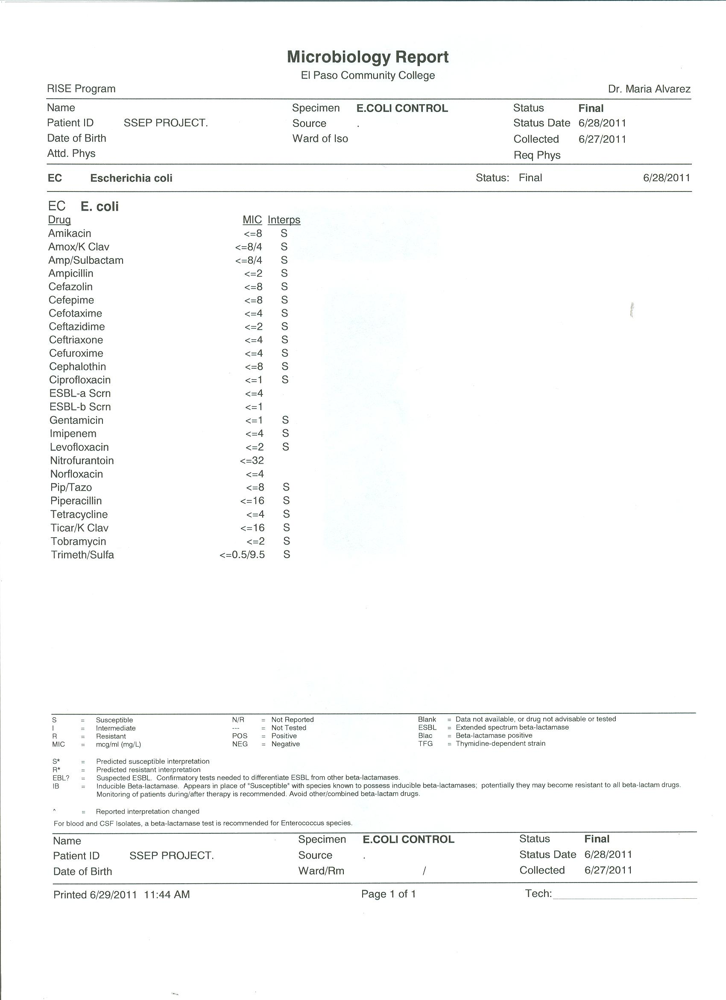 Microbiology Report
El Paso Community College
RISE Program Dr. Maria Alvarez
Name Specimen E.COLI CONTROL Status Final
Patient ID SSEP PROJECT. Source . Status Date 6/28/2011
Date of Birth Ward of Iso Collected 6/27/2011
Attd. Phys Req Phys
EC Escherichia coli Status: Final 6/28/2011
EC E. coli
Drug MIC Interps
Amikacin <=8 S
Amox/K Clav <=8/4 S
Amp/Sulbactam <=8/4 S
Ampicillin <=2 S
Cefazolin <=8 S
Cefepime <=8 S
Cefotaxime <=4 S
Ceftazidime <=2 S
Ceftriaxone <=4 S
Cefuroxime <=4 S
Cephalothin <=8 S
Ciprofloxacin <=1 S
ESBL-a Scrn <=4
ESBL-b Scrn <=1
Gentamicin <=1 S
Imipenem <=4 S
Levofloxacin <=2 S
Nitrofurantoin <=32
Norfloxacin <=4
Pip/Tazo <=8 S
Piperacillin <=16 S
Tetracycline <=4 S
Ticar/K Clav <=16 S
Tobramycin <=2 S
Trimeth/Sulfa <=0.5/9.5 S
S = Susceptible N/R = Not Reported Blank = Data not available, or drug not advisable or tested
I = Intermediate --- = Not Tested ESBL = Extended spectrum beta-lactamase
R = Resistant POS = Positive Blac = Beta-lactamase positive
MIC = mcg/ml (mg/L) NEG = Negative TFG = Thymidine-dependent strain
S* = Predicted susceptible interpretation
R* = Predicted resistant interpretation
EBL? = Suspected ESBL. Confirmatory tests needed to differentiate ESBL from other beta-lactamases.
IB = Inducible Beta-lactamase. Appears in place of "Susceptible" with species known to possess inducible beta-lactamases; potentially they may become resistant to all beta-lactam drugs.
Monitoring of patients during/after therapy is recommended. Avoid other/combined beta-lactam drugs.
^ = Reported interpretation changed
For blood and CSF Isolates, a beta-lactamase test is recommended for Enterococcus species.
Name Specimen E.COLI CONTROL Status Final
Patient ID SSEP PROJECT. Source . Status Date 6/28/2011
Date of Birth Ward/Rm / Collected 6/27/2011
Printed 6/29/2011 11:44 AM Page 1 of 1 Tech: